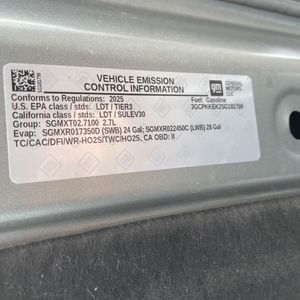 VEHICLE EMISSION
CONTROL INFORMATION
gm
GENERAL
MOTORS LLC
Conforms to Regulations: 2025
Fuel: Gasoline
U.S. EPA class / stds: LDT / TIER3
California class / stds: LDT / SULEV30
Group: SGMXT02.7100 2.7L
Evap: SGMXR017350D (SWB) 24 Gal; SGMXR022450C (LWB) 28 Gal
TC/CAC/DFI/WR-HO2S/TWC/HO2S, CA OBD: II